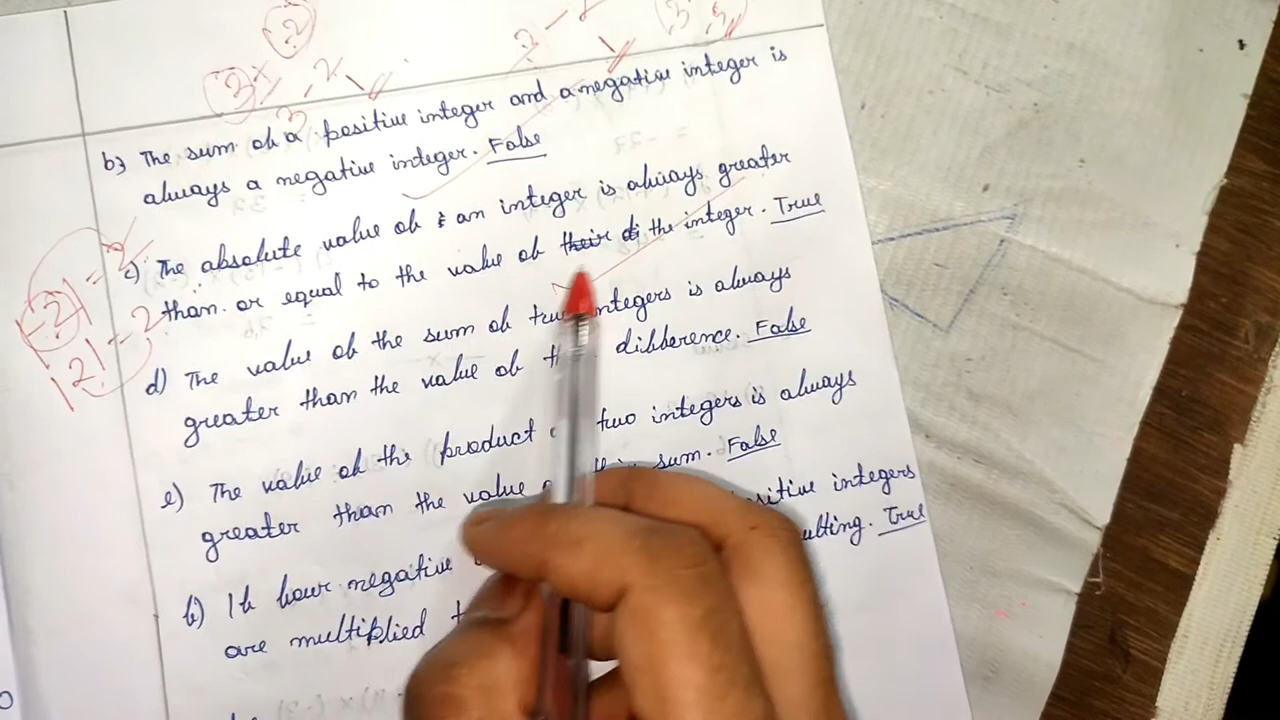 b) The sum of a positive integer and a negative integer is
always a negative integer. False
c) The absolute value of an integer is always greater
than or equal to the value of their the integer. True
d) The value of the sum of two integers is always
greater than the value of difference. False
e) The value of the product two integers is always
greater than the value sum. False
f) If four negative integers
are multiplied True
|-2| = 2
|2| = 2